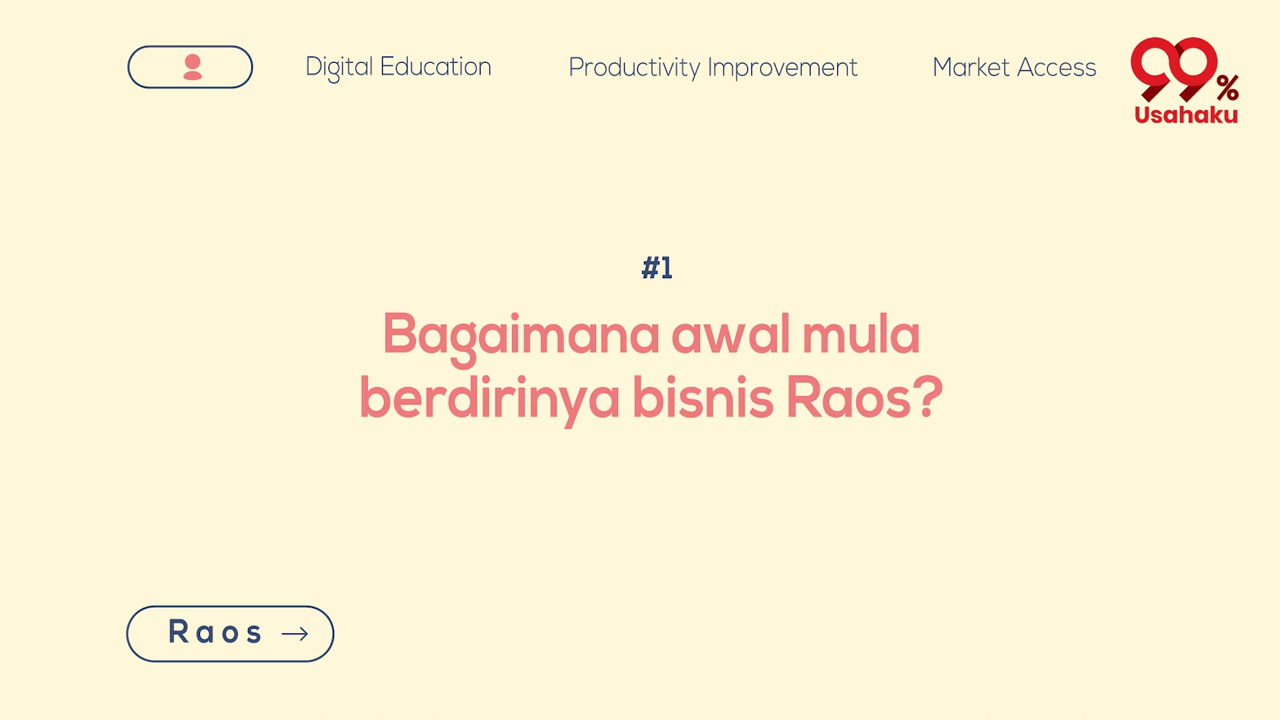 Digital Education
Productivity Improvement
Market Access
99%
Usahaku
#1
Bagaimana awal mula
berdirinya bisnis Raos?
Raos →